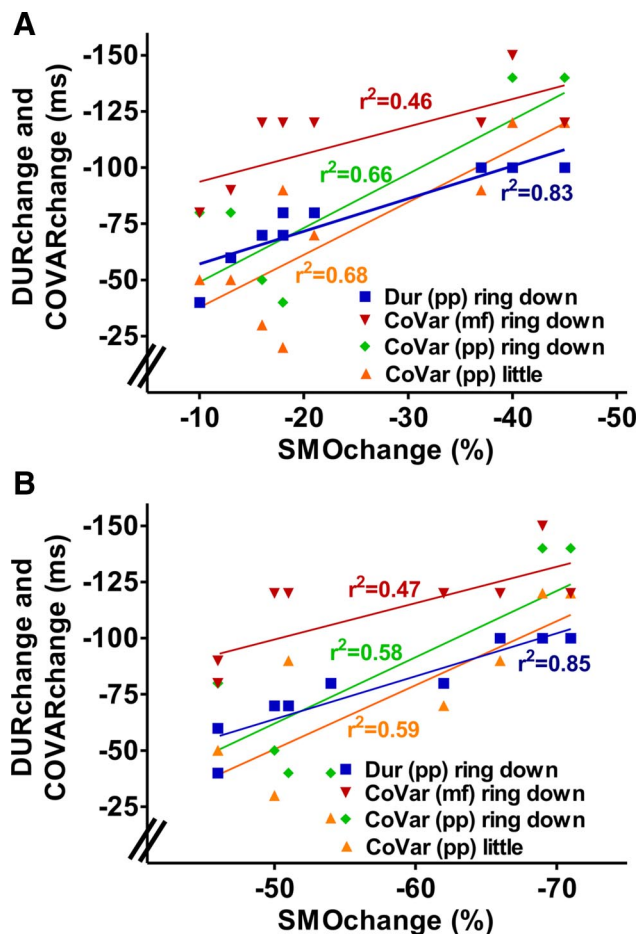 A
DURchange and
COVARchange (ms)
-150
-125
-100
-75
-50
-25
r²=0.46
r²=0.66
r²=0.83
r²=0.68
Dur (pp) ring down
CoVar (mf) ring down
CoVar (pp) ring down
CoVar (pp) little
-10 -20 -30 -40 -50
SMOchange (%)
B
DURchange and
COVARchange (ms)
-150
-125
-100
-75
-50
-25
r²=0.47
r²=0.58
r²=0.85
r²=0.59
Dur (pp) ring down
CoVar (mf) ring down
CoVar (pp) ring down
CoVar (pp) little
-50 -60 -70
SMOchange (%)